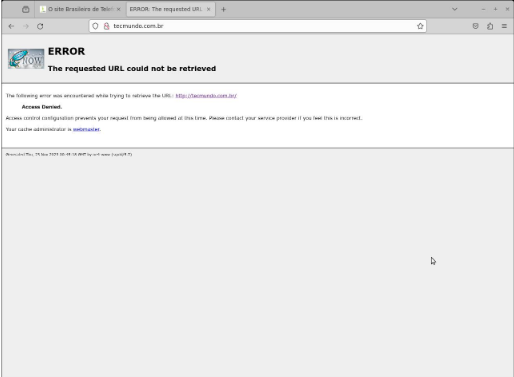 O site Brasileiro de Tele
ERROR: The requested URL
tecmundo.com.br
NOW
ERROR
The requested URL could not be retrieved
The following error was encountered while trying to retrieve the URL: http://tecmundo.com.br/
Access Denied.
Access control configuration prevents your request from being allowed at this time. Please contact your service provider if you feel this is incorrect.
Your cache administrator is webmaster.